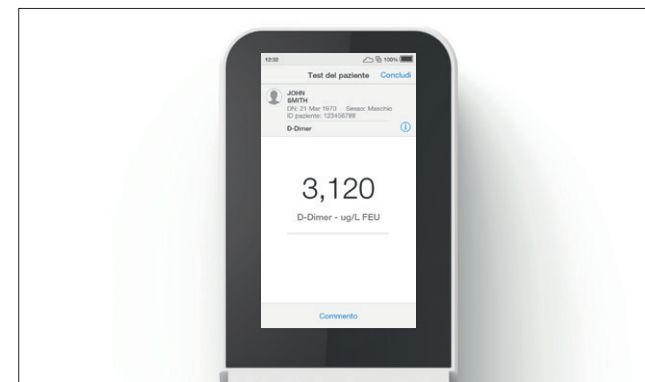 12:32 100%
Test del paziente Concludi
JOHN
SMITH
DN: 21 Mar 1970 Sesso: Maschio
ID paziente: 123456789
D-Dimer
3,120
D-Dimer - ug/L FEU
Commento